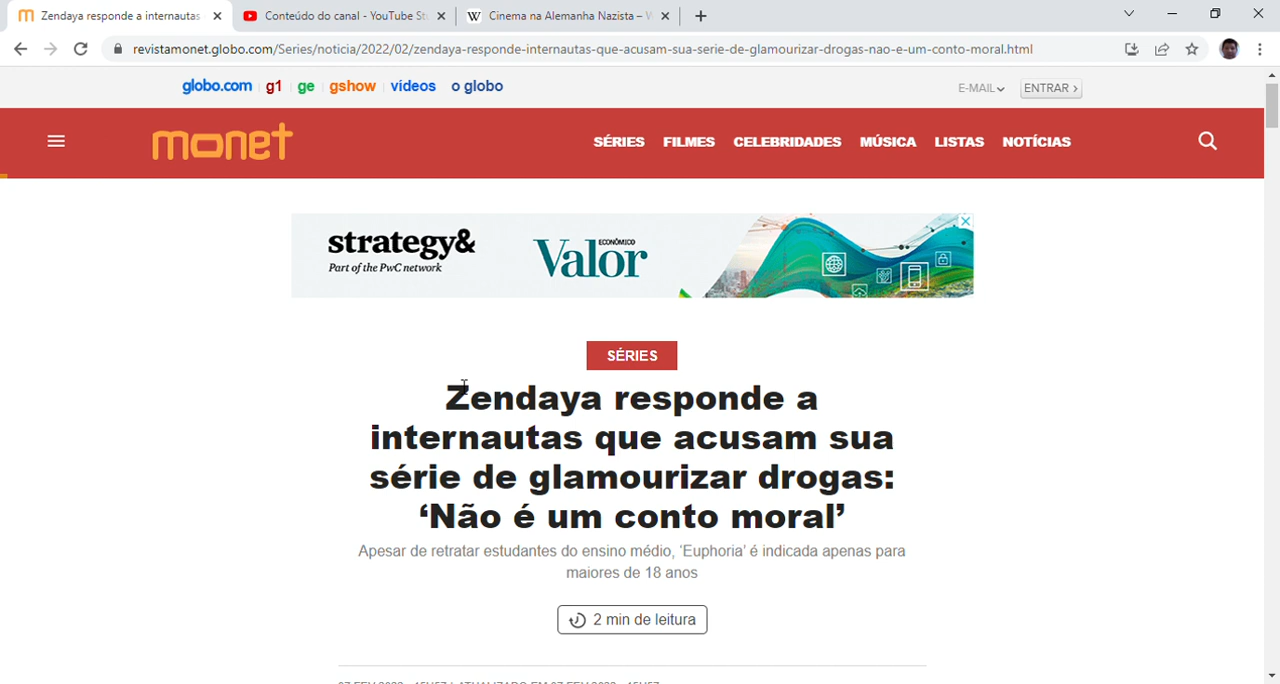 Zendaya responde a internautas
Conteúdo do canal - YouTube St
Cinema na Alemanha Nazista –
revistamonet.globo.com/Series/noticia/2022/02/zendaya-responde-internautas-que-acusam-sua-serie-de-glamourizar-drogas-nao-e-um-conto-moral.html
globo.com g1 ge gshow vídeos o globo
E-MAIL ENTRAR
monet
SÉRIES FILMES CELEBRIDADES MÚSICA LISTAS NOTÍCIAS
strategy&
Part of the PwC network
Valor
ECONÔMICO
SÉRIES
Zendaya responde a
internautas que acusam sua
série de glamourizar drogas:
‘Não é um conto moral’
Apesar de retratar estudantes do ensino médio, 'Euphoria' é indicada apenas para
maiores de 18 anos
2 min de leitura